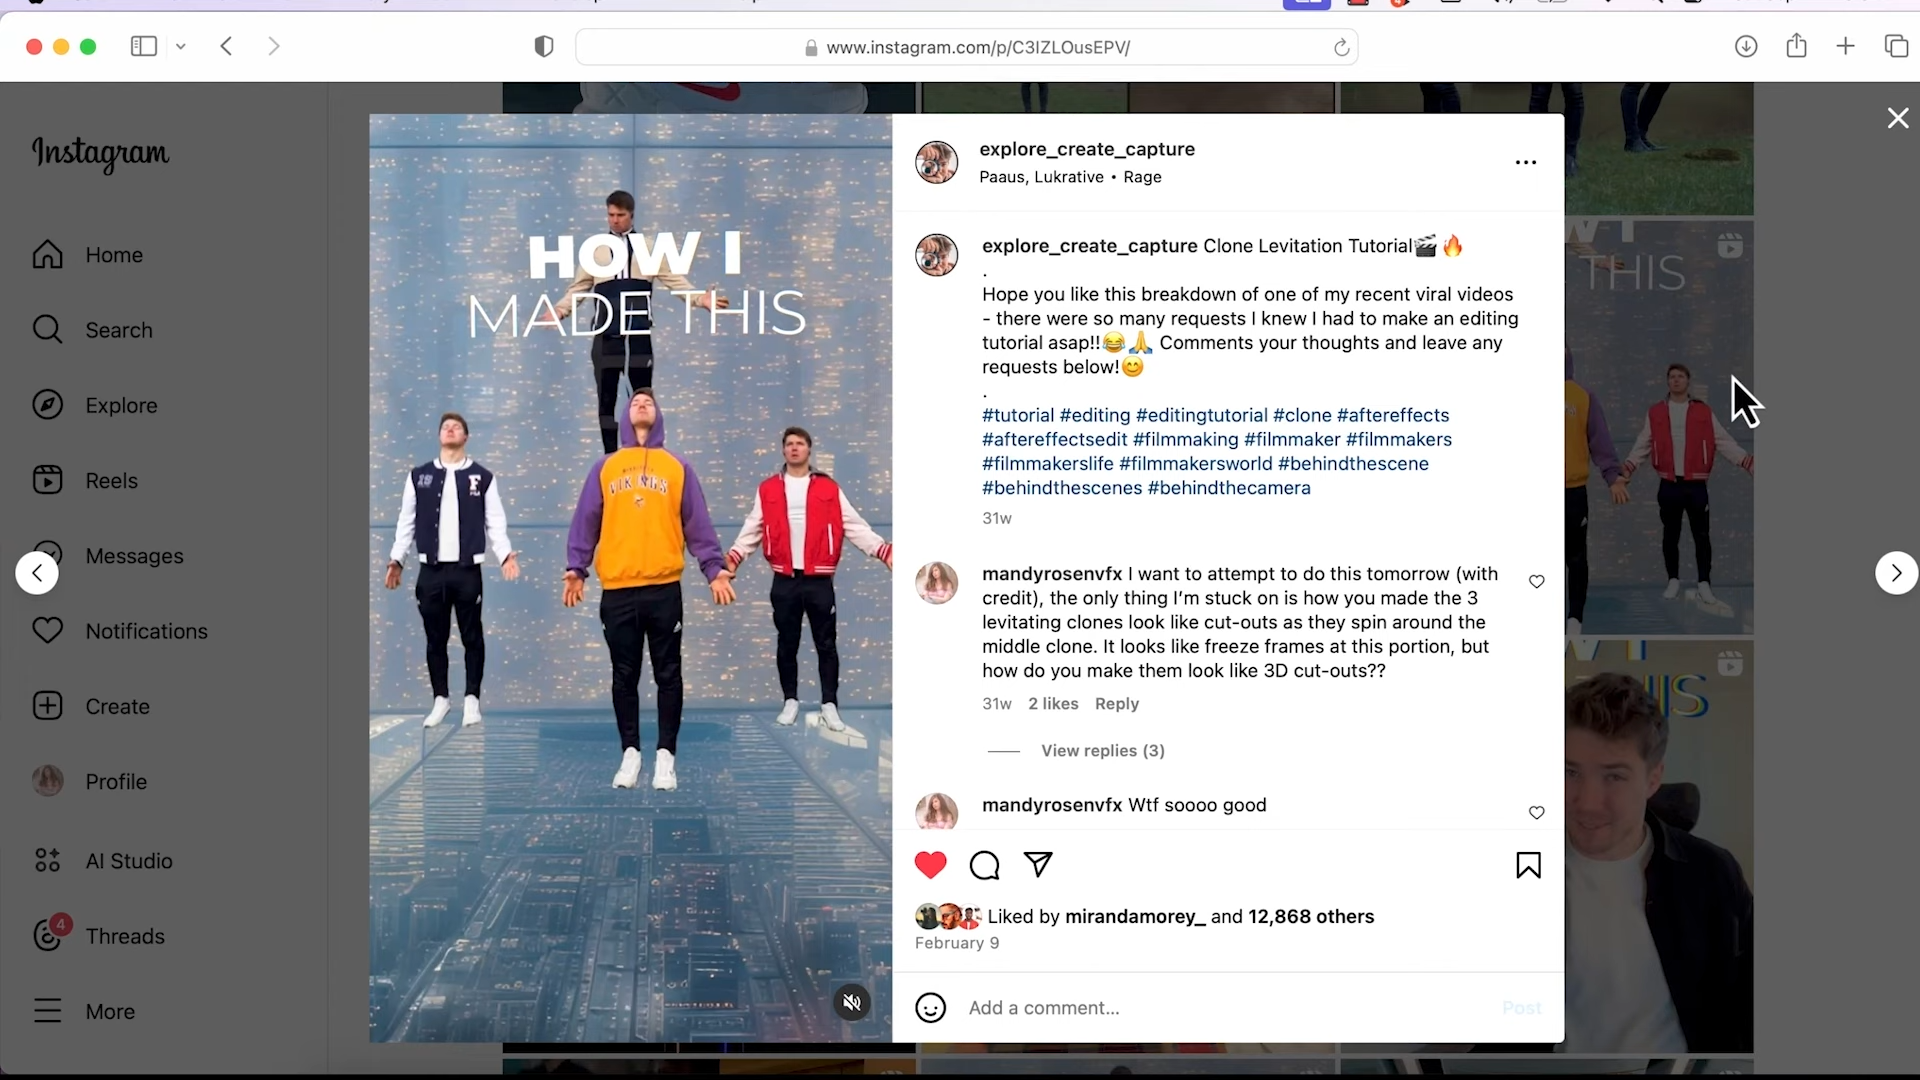 www.instagram.com/p/C3IZLOusEPV/
Instagram
Home
Search
Explore
Reels
Messages
Notifications
Create
Profile
AI Studio
4
Threads
More
HOW I
MADE THIS
19
F
VIKINGS
explore_create_capture
Paaus, Lukrative • Rage
explore_create_capture Clone Levitation Tutorial🎬🔥
.
Hope you like this breakdown of one of my recent viral videos
- there were so many requests I knew I had to make an editing
tutorial asap!!😂🙏 Comments your thoughts and leave any
requests below!😊
.
#tutorial #editing #editingtutorial #clone #aftereffects
#aftereffectsedit #filmmaking #filmmaker #filmmakers
#filmmakerslife #filmmakersworld #behindthescene
#behindthescenes #behindthecamera
31w
mandyrosenvfx I want to attempt to do this tomorrow (with
credit), the only thing I'm stuck on is how you made the 3
levitating clones look like cut-outs as they spin around the
middle clone. It looks like freeze frames at this portion, but
how do you make them look like 3D cut-outs??
31w 2 likes Reply
View replies (3)
mandyrosenvfx Wtf soooo good
Liked by mirandamorey_ and 12,868 others
February 9
Add a comment...
Post
THIS